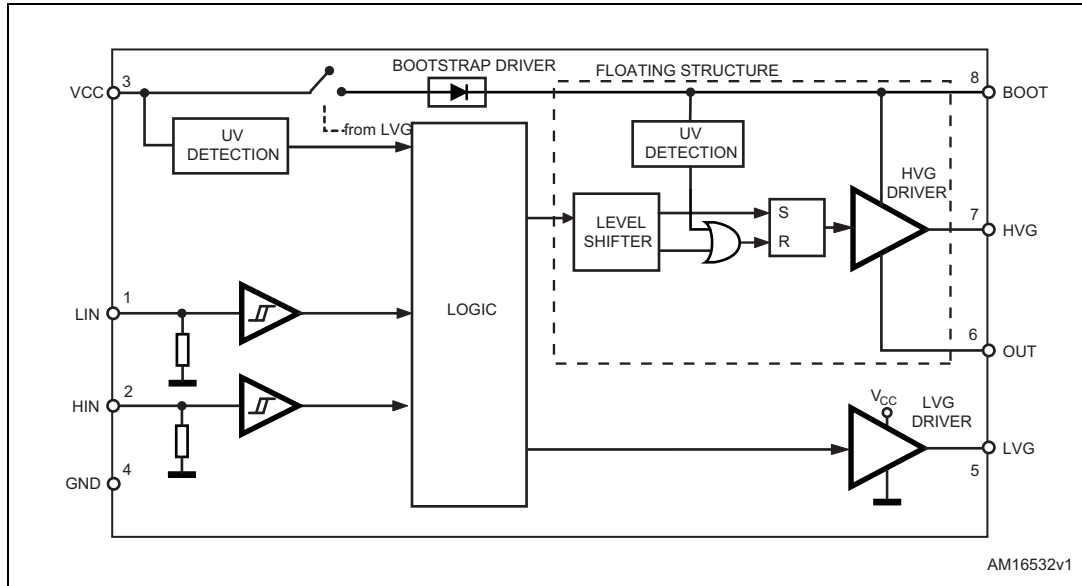 BOOTSTRAP DRIVER
FLOATING STRUCTURE
3
8
VCC
BOOT
from LVG
UV
DETECTION
UV
DETECTION
HVG
DRIVER
LEVEL
SHIFTER
S
R
7
HVG
1
LIN
LOGIC
6
OUT
2
HIN
VCC
LVG
DRIVER
4
GND
LVG
5
AM16532v1